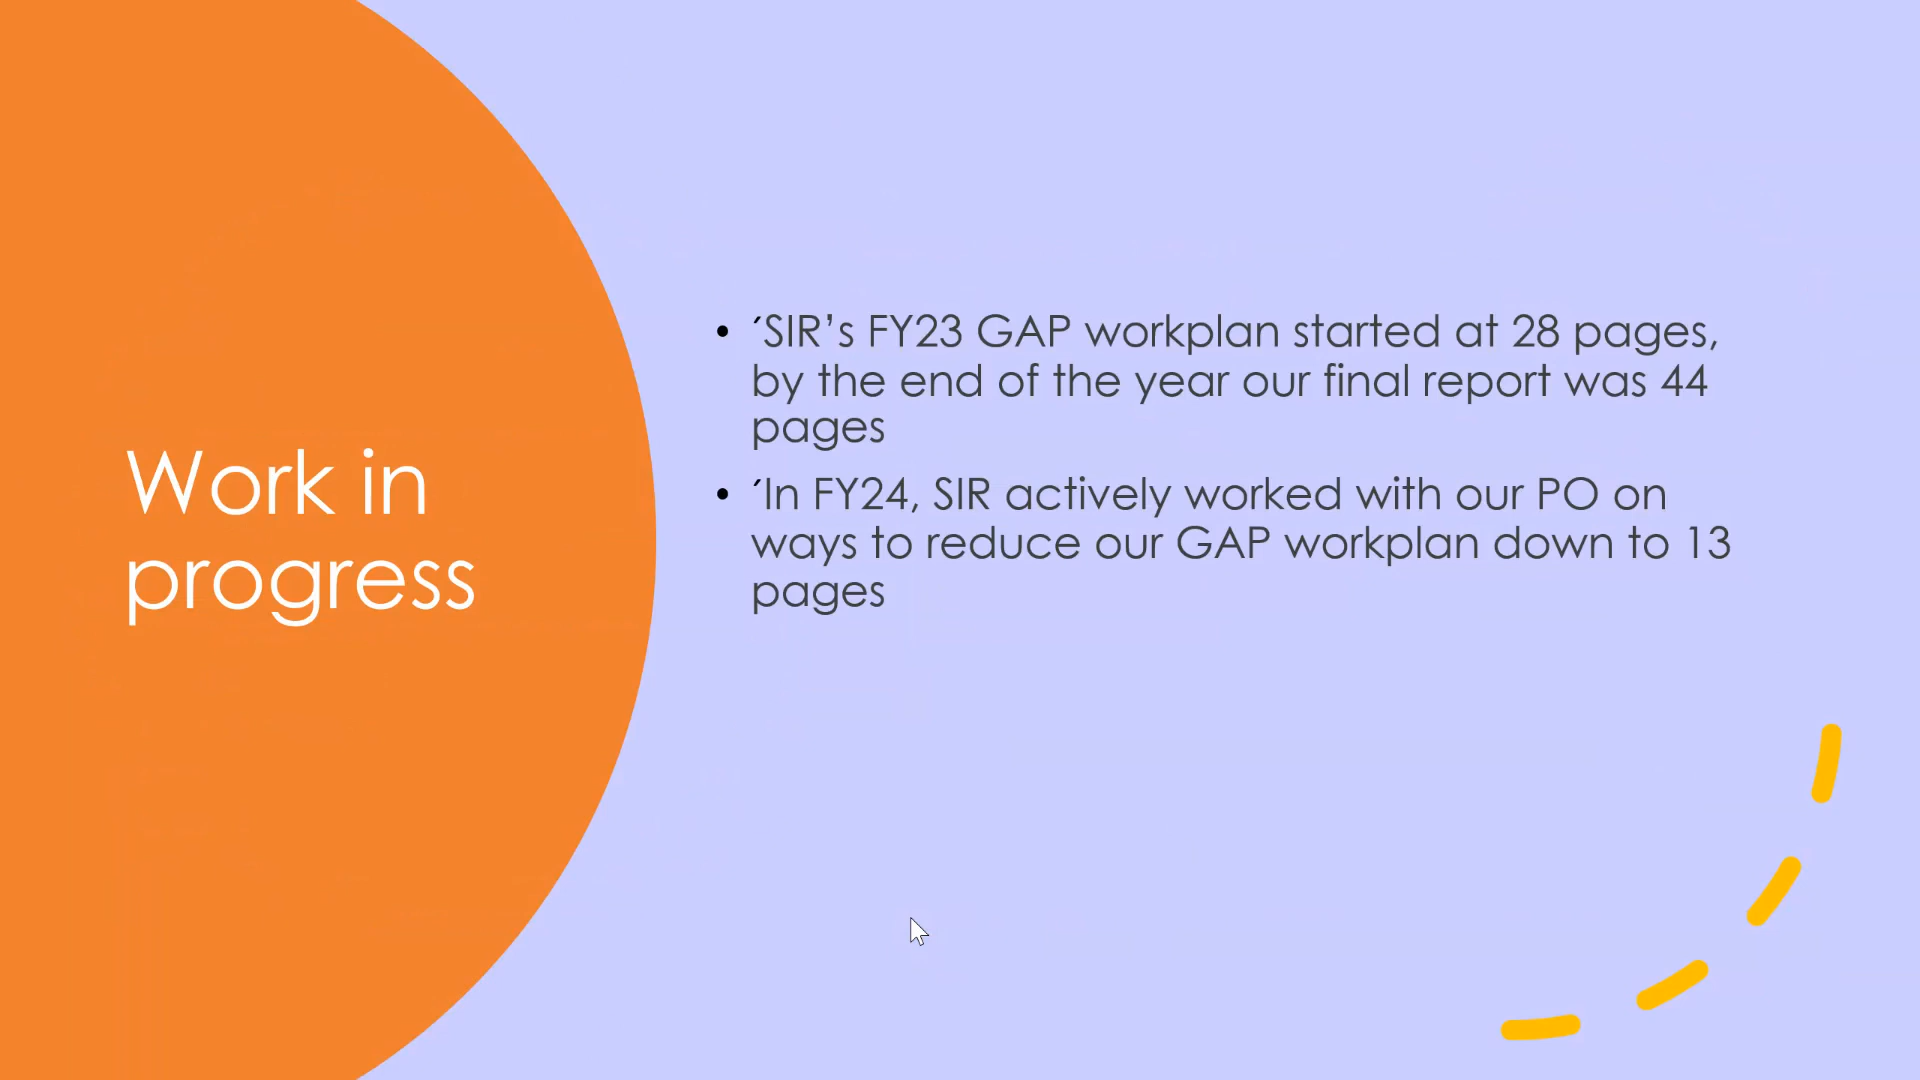 Work in
progress
• ´SIR’s FY23 GAP workplan started at 28 pages,
by the end of the year our final report was 44
pages
• ´In FY24, SIR actively worked with our PO on
ways to reduce our GAP workplan down to 13
pages